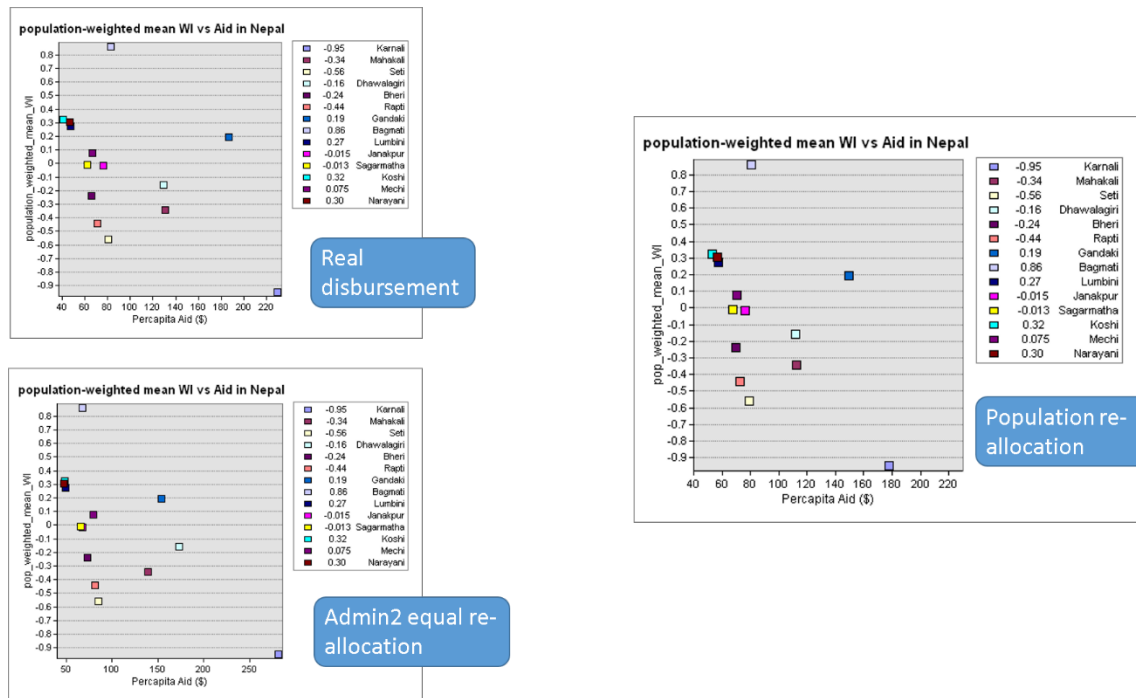 population-weighted mean WI vs Aid in Nepal
population_weighted_mean_WI
0.8
0.7
0.6
0.5
0.4
0.3
0.2
0.1
0
-0.1
-0.2
-0.3
-0.4
-0.5
-0.6
-0.7
-0.8
-0.9
40 60 80 100 120 140 160 180 200 220
Percapita Aid ($)
-0.95 Karnali
-0.34 Mahakali
-0.56 Seti
-0.16 Dhawalagiri
-0.24 Bheri
-0.44 Rapti
0.19 Gandaki
0.86 Bagmati
0.27 Lumbini
-0.015 Janakpur
-0.013 Sagarmatha
0.32 Koshi
0.075 Mechi
0.30 Narayani
Real
disbursement
population-weighted mean WI vs Aid in Nepal
pop_weighted_mean_WI
0.8
0.7
0.6
0.5
0.4
0.3
0.2
0.1
0
-0.1
-0.2
-0.3
-0.4
-0.5
-0.6
-0.7
-0.8
-0.9
50 100 150 200 250
Percapita Aid ($)
-0.95 Karnali
-0.34 Mahakali
-0.56 Seti
-0.16 Dhawalagiri
-0.24 Bheri
-0.44 Rapti
0.19 Gandaki
0.86 Bagmati
0.27 Lumbini
-0.015 Janakpur
-0.013 Sagarmatha
0.32 Koshi
0.075 Mechi
0.30 Narayani
Admin2 equal re-
allocation
population-weighted mean WI vs Aid in Nepal
pop_weighted_mean_WI
0.8
0.7
0.6
0.5
0.4
0.3
0.2
0.1
0
-0.1
-0.2
-0.3
-0.4
-0.5
-0.6
-0.7
-0.8
-0.9
40 60 80 100 120 140 160 180 200 220
Percapita Aid ($)
-0.95 Karnali
-0.34 Mahakali
-0.56 Seti
-0.16 Dhawalagiri
-0.24 Bheri
-0.44 Rapti
0.19 Gandaki
0.86 Bagmati
0.27 Lumbini
-0.015 Janakpur
-0.013 Sagarmatha
0.32 Koshi
0.075 Mechi
0.30 Narayani
Population re-
allocation